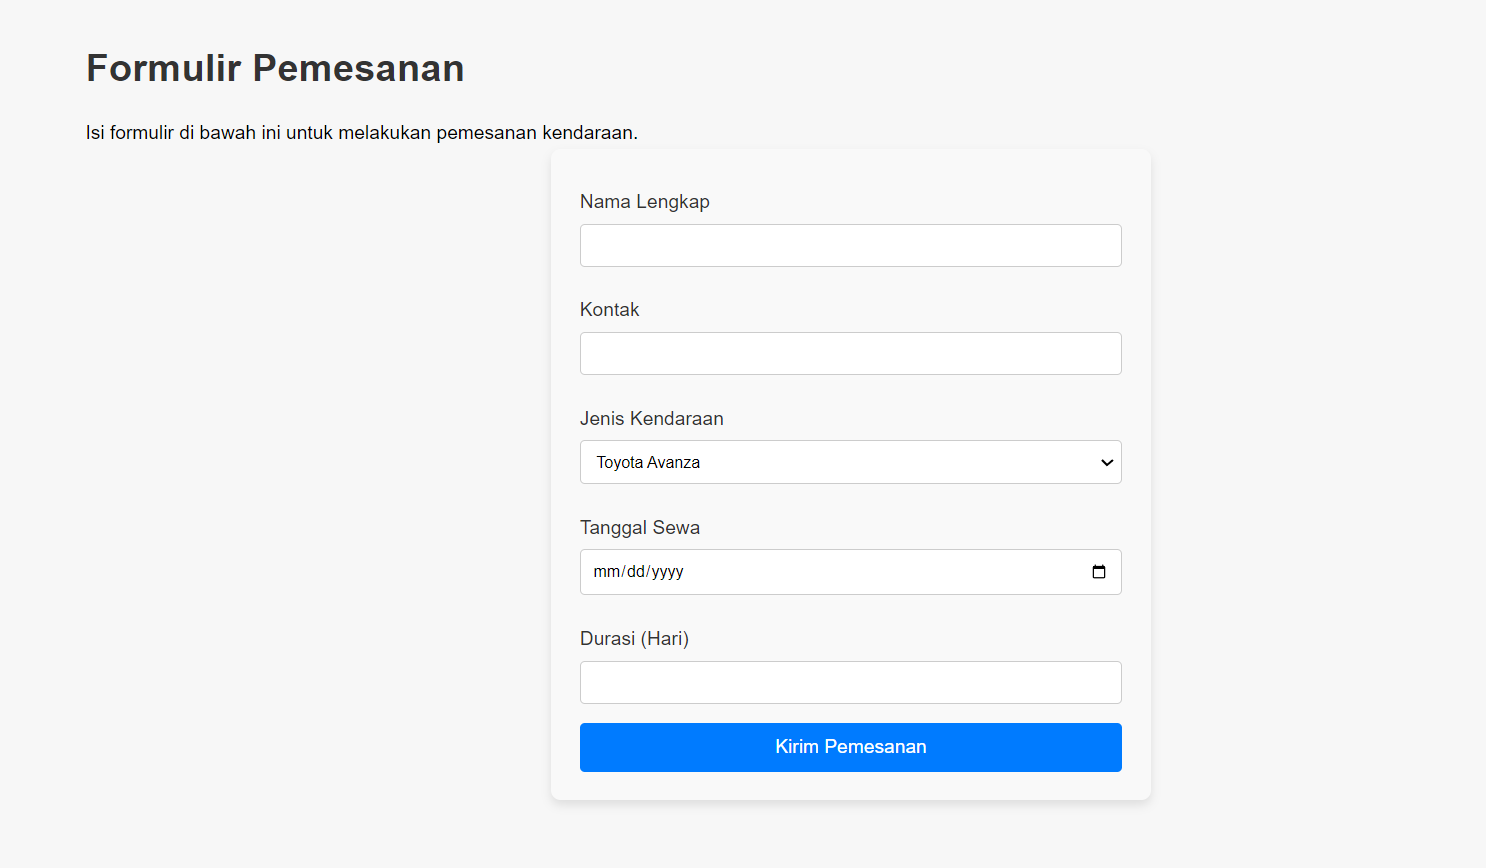 Formulir Pemesanan
Isi formulir di bawah ini untuk melakukan pemesanan kendaraan.
Nama Lengkap
Kontak
Jenis Kendaraan
Toyota Avanza
Tanggal Sewa
mm/dd/yyyy
Durasi (Hari)
Kirim Pemesanan